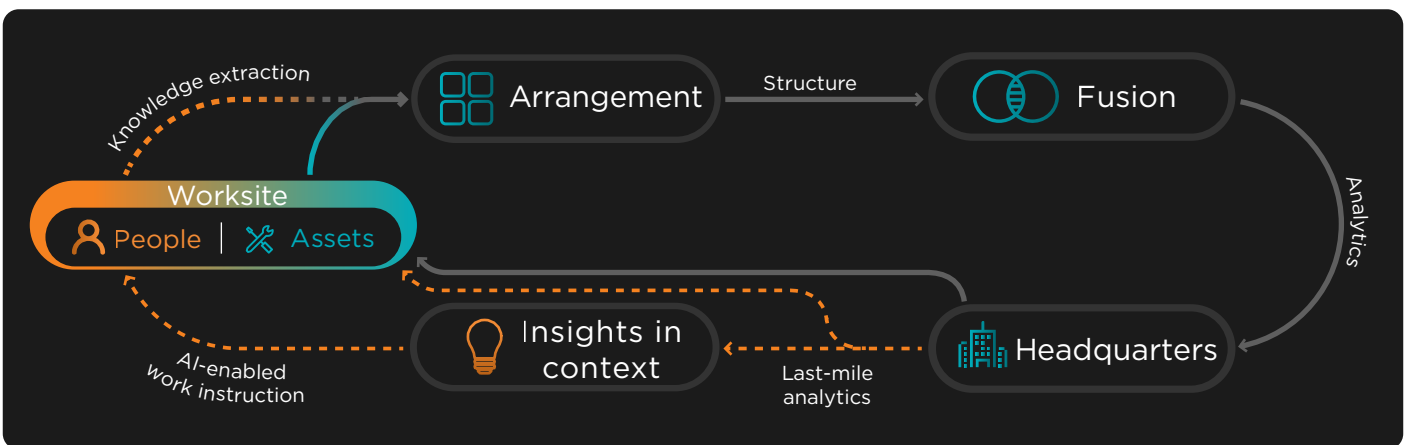 Knowledge extraction
Arrangement
Structure
Fusion
Analytics
Worksite
People | Assets
Insights in
context
Headquarters
AI-enabled
work instruction
Last-mile
analytics